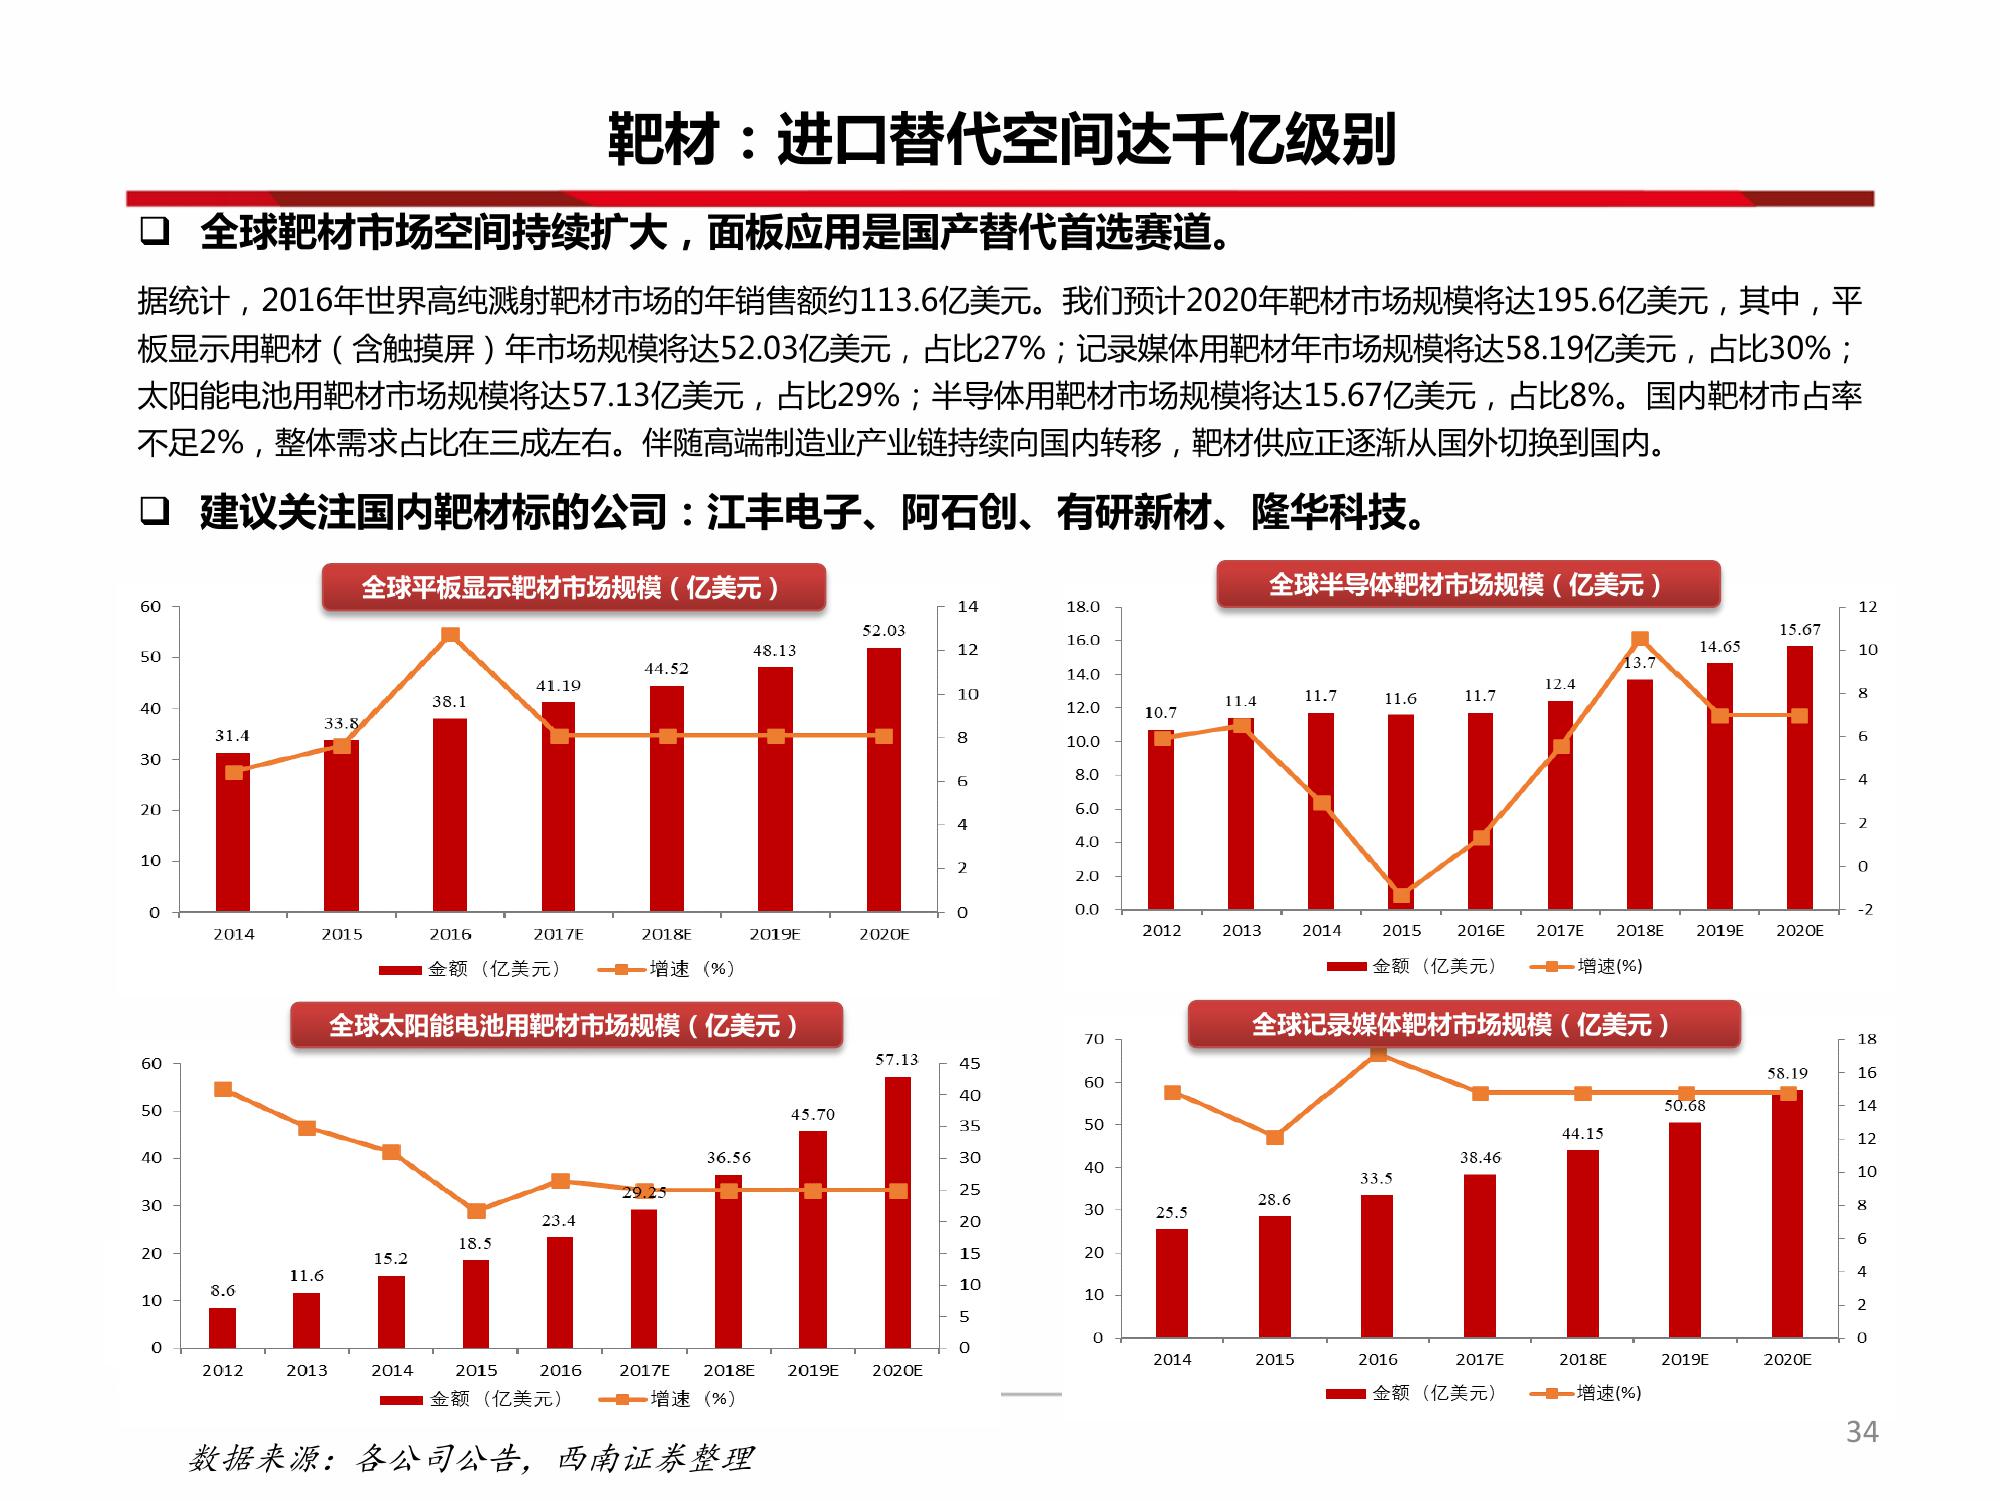 靶材：进口替代空间达千亿级别
❑ 全球靶材市场空间持续扩大，面板应用是国产替代首选赛道。
据统计，2016年世界高纯溅射靶材市场的年销售额约113.6亿美元。我们预计2020年靶材市场规模将达195.6亿美元，其中，平
板显示用靶材（含触摸屏）年市场规模将达52.03亿美元，占比27%；记录媒体用靶材年市场规模将达58.19亿美元，占比30%；
太阳能电池用靶材市场规模将达57.13亿美元，占比29%；半导体用靶材市场规模将达15.67亿美元，占比8%。国内靶材市占率
不足2%，整体需求占比在三成左右。伴随高端制造业产业链持续向国内转移，靶材供应正逐渐从国外切换到国内。
❑ 建议关注国内靶材标的公司：江丰电子、阿石创、有研新材、隆华科技。
全球平板显示靶材市场规模（亿美元）
60 50 40 30 20 10 0
14 12 10 8 6 4 2 0
31.4 33.8 38.1 41.19 44.52 48.13 52.03
2014 2015 2016 2017E 2018E 2019E 2020E
金额（亿美元） 增速（%）
全球半导体靶材市场规模（亿美元）
18.0 16.0 14.0 12.0 10.0 8.0 6.0 4.0 2.0 0.0
12 10 8 6 4 2 0 -2
10.7 11.4 11.7 11.6 11.7 12.4 13.7 14.65 15.67
2012 2013 2014 2015 2016E 2017E 2018E 2019E 2020E
金额（亿美元） 增速(%)
全球太阳能电池用靶材市场规模（亿美元）
60 50 40 30 20 10 0
45 40 35 30 25 20 15 10 5 0
8.6 11.6 15.2 18.5 23.4 29.25 36.56 45.70 57.13
2012 2013 2014 2015 2016 2017E 2018E 2019E 2020E
金额（亿美元） 增速（%）
全球记录媒体靶材市场规模（亿美元）
70 60 50 40 30 20 10 0
18 16 14 12 10 8 6 4 2 0
25.5 28.6 33.5 38.46 44.15 50.68 58.19
2014 2015 2016 2017E 2018E 2019E 2020E
金额（亿美元） 增速(%)
数据来源：各公司公告，西南证券整理
34